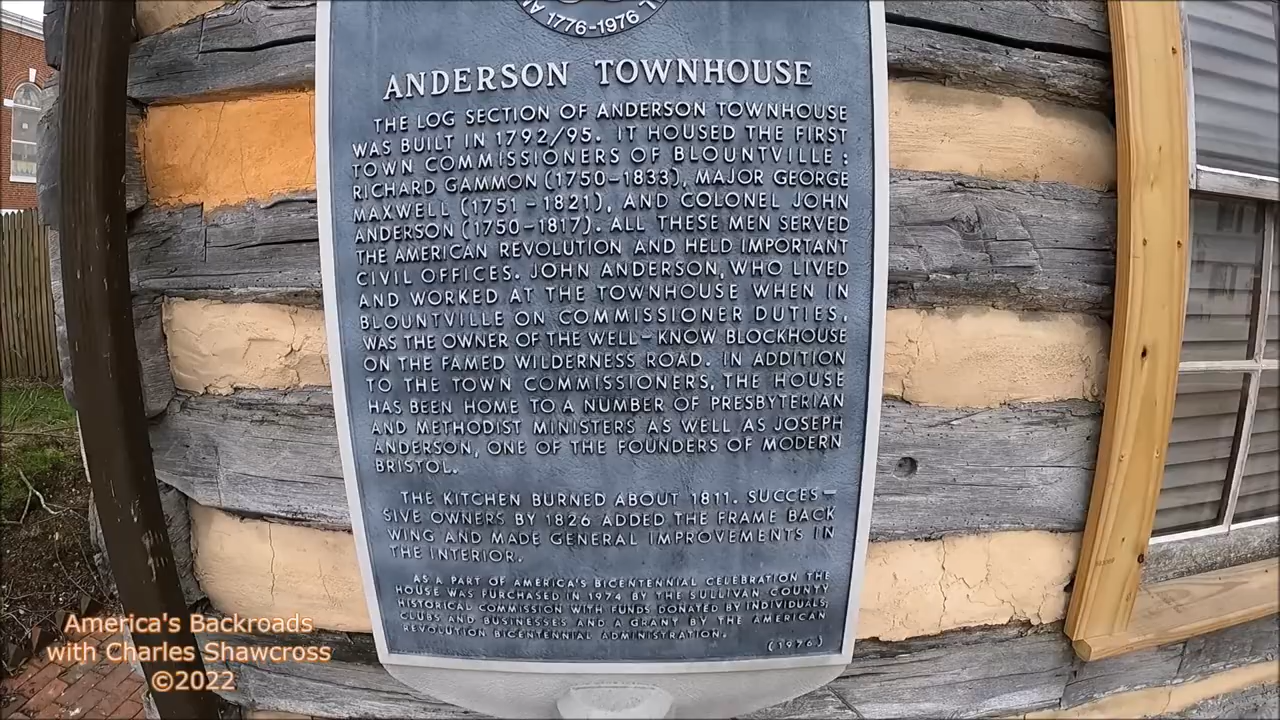 1776-1976
ANDERSON TOWNHOUSE
THE LOG SECTION OF ANDERSON TOWNHOUSE
WAS BUILT IN 1792/95. IT HOUSED THE FIRST
TOWN COMMISSIONERS OF BLOUNTVILLE :
RICHARD GAMMON (1750-1833), MAJOR GEORGE
MAXWELL (1751-1821), AND COLONEL JOHN
ANDERSON (1750-1817). ALL THESE MEN SERVED
THE AMERICAN REVOLUTION AND HELD IMPORTANT
CIVIL OFFICES. JOHN ANDERSON, WHO LIVED
AND WORKED AT THE TOWNHOUSE WHEN IN
BLOUNTVILLE ON COMMISSIONER DUTIES,
WAS THE OWNER OF THE WELL-KNOW BLOCKHOUSE
ON THE FAMED WILDERNESS ROAD. IN ADDITION
TO THE TOWN COMMISSIONERS, THE HOUSE
HAS BEEN HOME TO A NUMBER OF PRESBYTERIAN
AND METHODIST MINISTERS AS WELL AS JOSEPH
ANDERSON, ONE OF THE FOUNDERS OF MODERN
BRISTOL.
THE KITCHEN BURNED ABOUT 1811. SUCCES-
SIVE OWNERS BY 1826 ADDED THE FRAME BACK
WING AND MADE GENERAL IMPROVEMENTS IN
THE INTERIOR.
AS A PART OF AMERICA'S BICENTENNIAL CELEBRATION THE
HOUSE WAS PURCHASED IN 1974 BY THE SULLIVAN COUNTY
HISTORICAL COMMISSION WITH FUNDS DONATED BY INDIVIDUALS,
CLUBS AND BUSINESSES AND A GRANT BY THE AMERICAN
REVOLUTION BICENTENNIAL ADMINISTRATION.
(1976)
America's Backroads
with Charles Shawcross
©2022